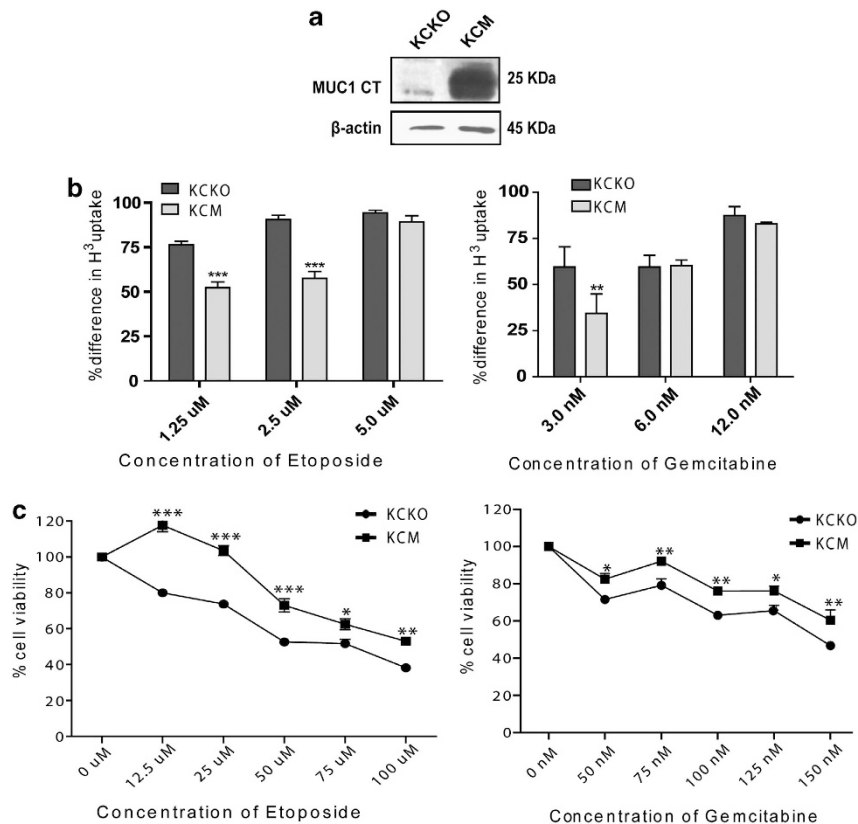 a
KCKO KCM
MUC1 CT 25 KDa
β-actin 45 KDa
b
KCKO
KCM
% difference in H³uptake
100
75
50
25
0
***
***
1.25 uM 2.5 uM 5.0 uM
Concentration of Etoposide
KCKO
KCM
% difference in H³uptake
100
75
50
25
0
**
3.0 nM 6.0 nM 12.0 nM
Concentration of Gemcitabine
c
KCKO
KCM
% cell viability
120
100
80
60
40
20
0
*** *** *** * **
0 uM 12.5 uM 25 uM 50 uM 75 uM 100 uM
Concentration of Etoposide
KCKO
KCM
% cell viability
120
100
80
60
40
20
0
* ** ** * **
0 nM 50 nM 75 nM 100 nM 125 nM 150 nM
Concentration of Gemcitabine